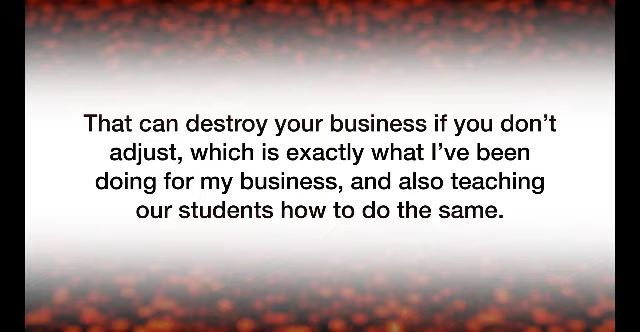 That can destroy your business if you don’t
adjust, which is exactly what I’ve been
doing for my business, and also teaching
our students how to do the same.